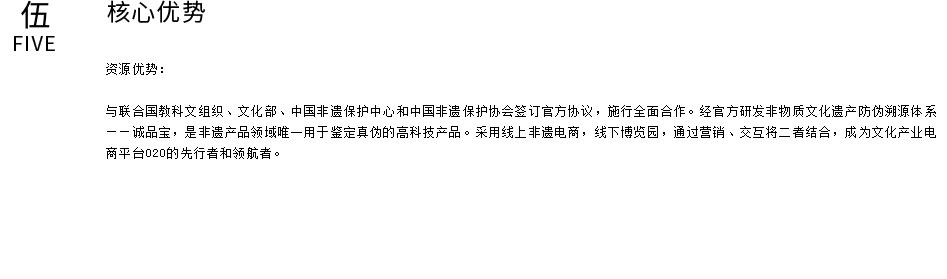 伍
FIVE
核心优势
资源优势：
与联合国教科文组织、文化部、中国非遗保护中心和中国非遗保护协会签订官方协议，施行全面合作。经官方研发非物质文化遗产防伪溯源体系
——诚品宝，是非遗产品领域唯一用于鉴定真伪的高科技产品。采用线上非遗电商，线下博览园，通过营销、交互将二者结合，成为文化产业电
商平台O2O的先行者和领航者。